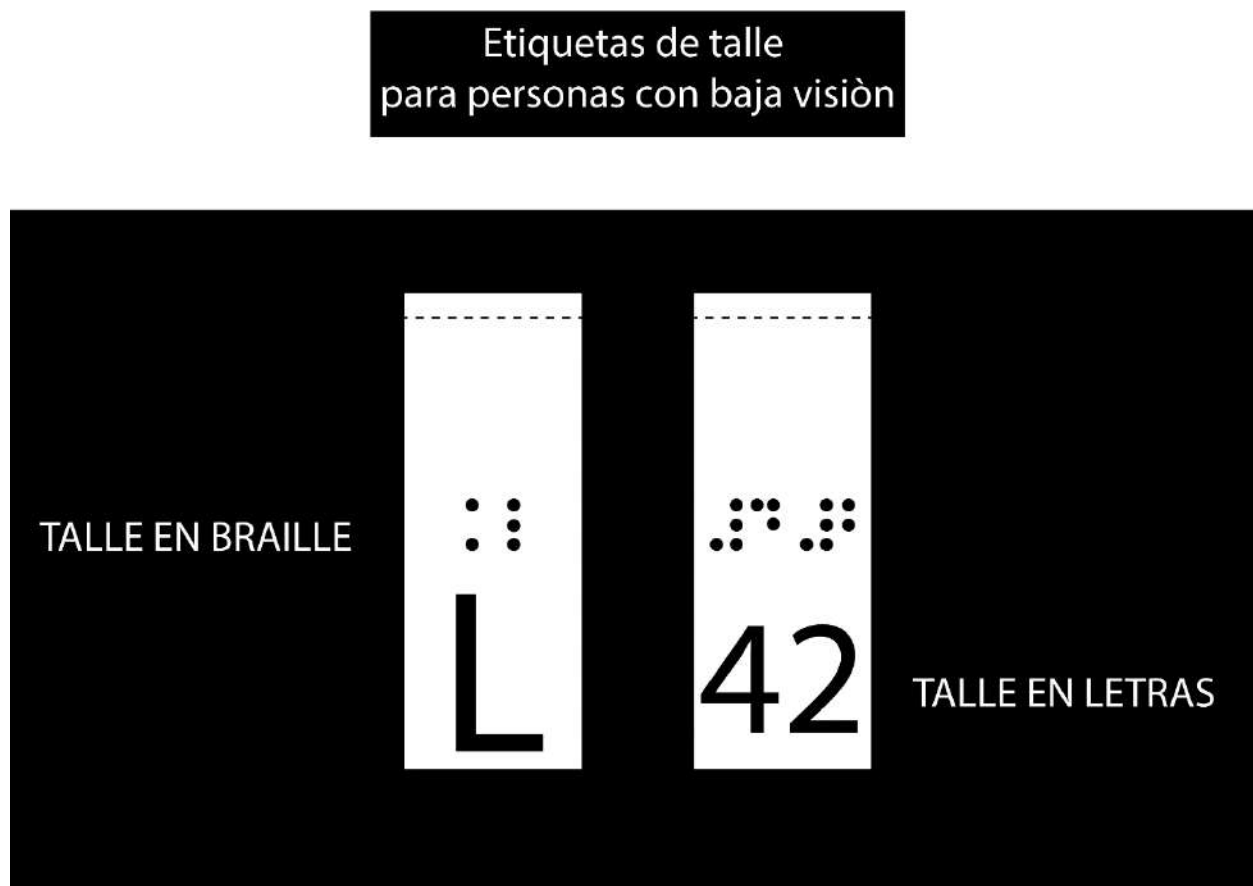 Etiquetas de talle
para personas con baja visiòn
TALLE EN BRAILLE
⠨⠇
L
⠼⠙⠼⠃
42
TALLE EN LETRAS